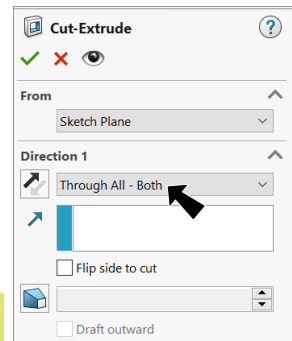 Cut-Extrude
?
From
Sketch Plane
Direction 1
Through All - Both
Flip side to cut
Draft outward